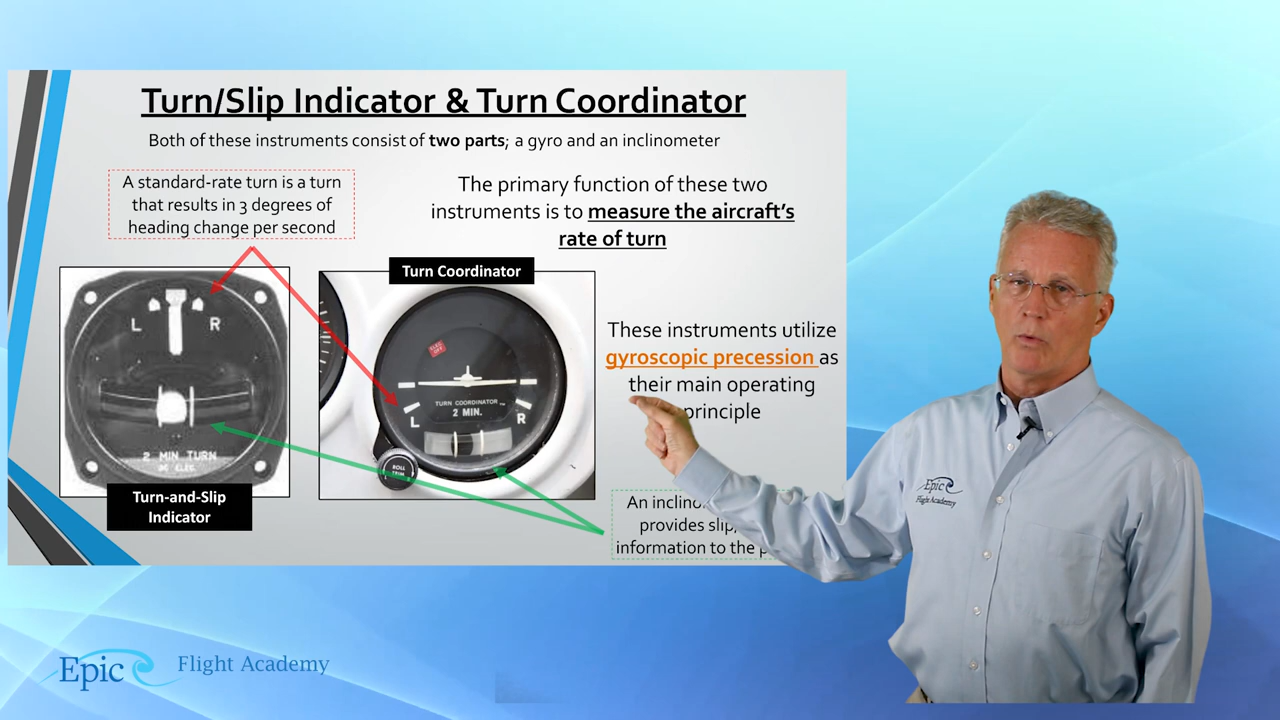 Turn/Slip Indicator & Turn Coordinator
Both of these instruments consist of two parts; a gyro and an inclinometer
A standard-rate turn is a turn
that results in 3 degrees of
heading change per second
The primary function of these two
instruments is to measure the aircraft's
rate of turn
Turn Coordinator
L R
2 MIN TURN
Turn-and-Slip
Indicator
ELEC
OFF
TURN COORDINATOR
2 MIN.
L R
ROLL
TRIM
These instruments utilize
gyroscopic precession as
their main operating
principle
An
provides slip,
information to the
Epic
Flight Academy
Epic Flight Academy